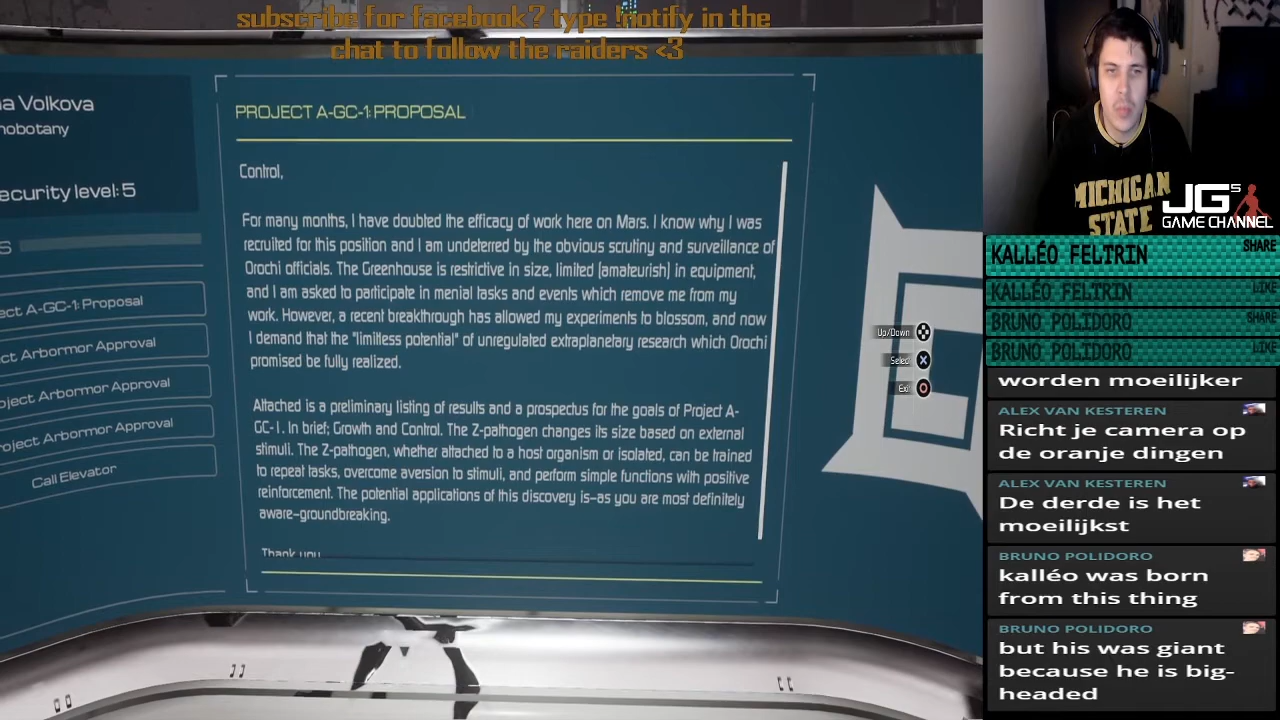 subscribe for facebook? type !notify in the
chat to follow the raiders <3
a Volkova
nobotany
ecurity level: 5
S
ect A-GC-1: Proposal
ct Arbormor Approval
oject Arbormor Approval
roject Arbormor Approval
Call Elevator
PROJECT A-GC-1: PROPOSAL
Control,
For many months, I have doubted the efficacy of work here on Mars. I know why I was
recruited for this position and I am undeterred by the obvious scrutiny and surveillance of
Orochi officials. The Greenhouse is restrictive in size, limited (amateurish) in equipment,
and I am asked to participate in menial tasks and events which remove me from my
work. However, a recent breakthrough has allowed my experiments to blossom, and now
I demand that the "limitless potential" of unregulated extraplanetary research which Orochi
promised be fully realized.
Attached is a preliminary listing of results and a prospectus for the goals of Project A-
GC-1. In brief; Growth and Control. The Z-pathogen changes its size based on external
stimuli. The Z-pathogen, whether attached to a host organism or isolated, can be trained
to repeat tasks, overcome aversion to stimuli, and perform simple functions with positive
reinforcement. The potential applications of this discovery is-as you are most definitely
aware-groundbreaking.
Thank you
Up/Down
Select
Exit
MICHIGAN
STATE
JG5
GAME CHANNEL
KALLÉO FELTRIN SHARE
KALLÉO FELTRIN LIKE
BRUNO POLIDORO SHARE
BRUNO POLIDORO LIKE
worden moeilijker
ALEX VAN KESTEREN
Richt je camera op
de oranje dingen
ALEX VAN KESTEREN
De derde is het
moeilijkst
BRUNO POLIDORO
kalléo was born
from this thing
BRUNO POLIDORO
but his was giant
because he is big-
headed